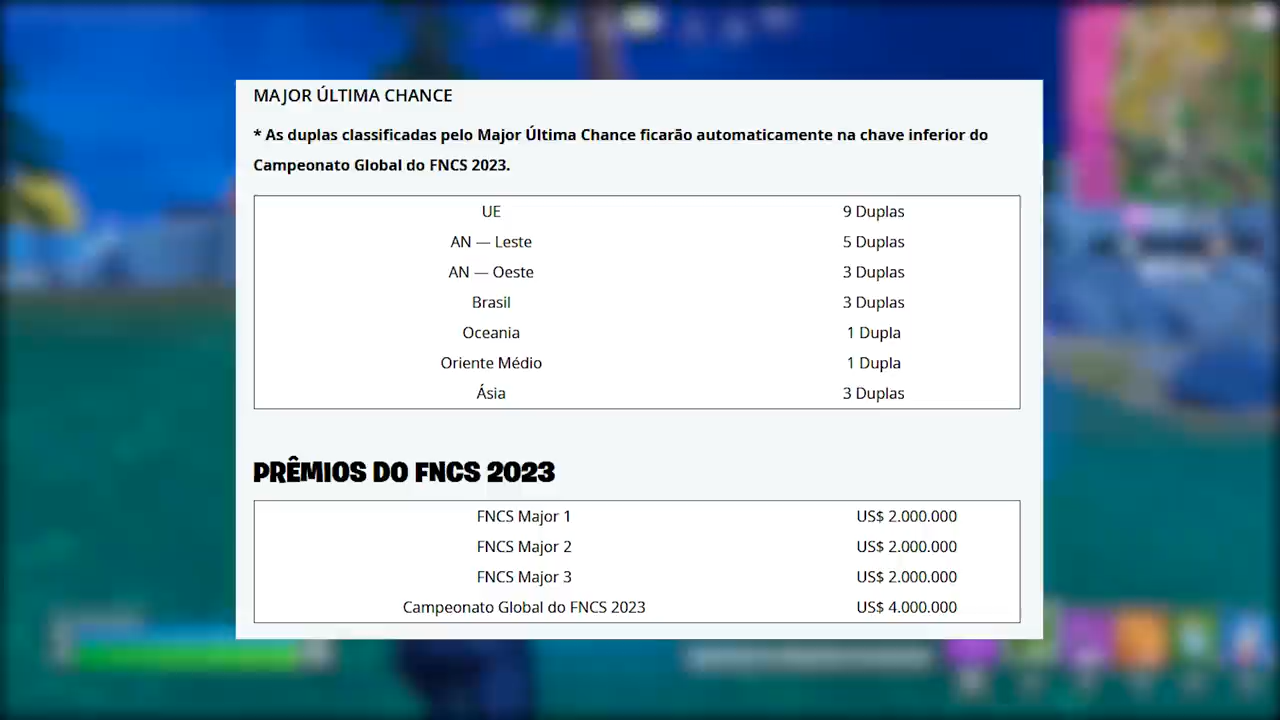 MAJOR ÚLTIMA CHANCE
* As duplas classificadas pelo Major Última Chance ficarão automaticamente na chave inferior do
Campeonato Global do FNCS 2023.
UE 9 Duplas
AN — Leste 5 Duplas
AN — Oeste 3 Duplas
Brasil 3 Duplas
Oceania 1 Dupla
Oriente Médio 1 Dupla
Ásia 3 Duplas
PRÊMIOS DO FNCS 2023
FNCS Major 1 US$ 2.000.000
FNCS Major 2 US$ 2.000.000
FNCS Major 3 US$ 2.000.000
Campeonato Global do FNCS 2023 US$ 4.000.000